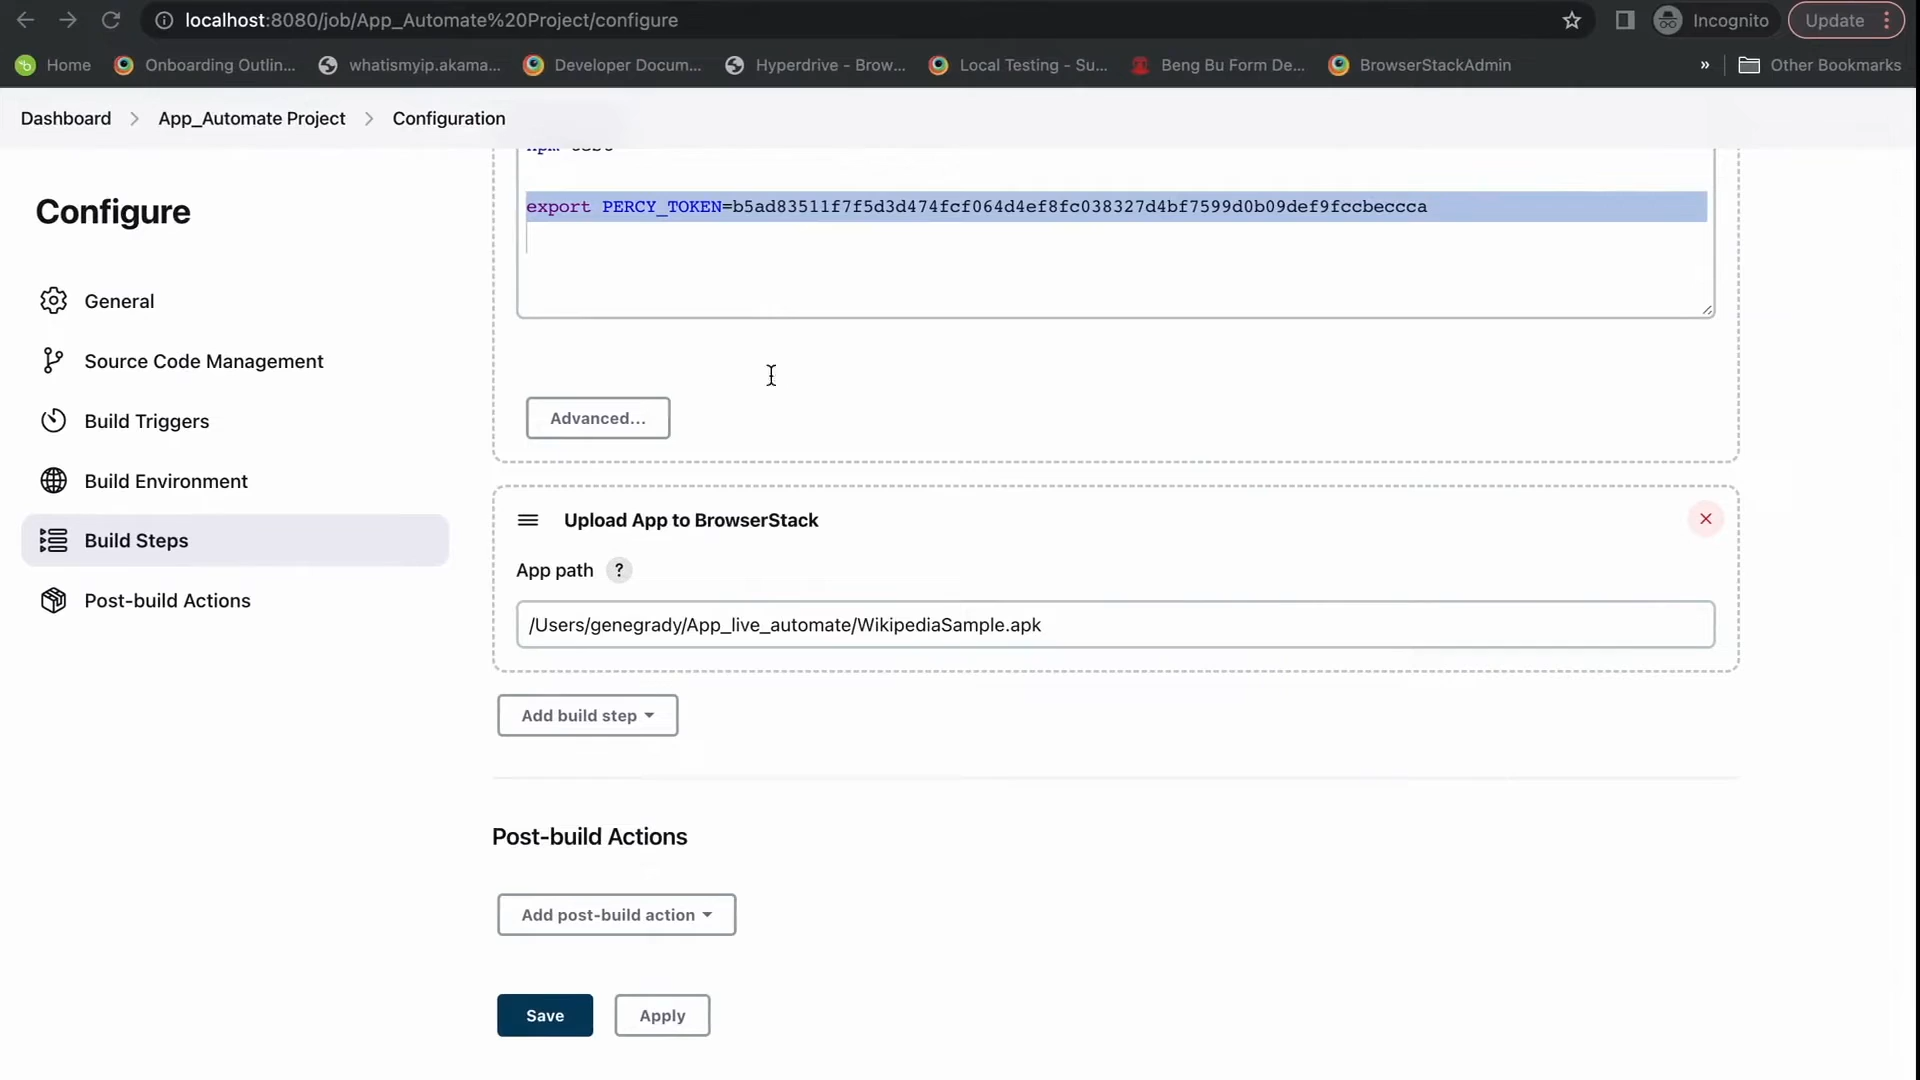 localhost:8080/job/App_Automate%20Project/configure
Incognito
Update
Home
Onboarding Outlin...
whatismyip.akama...
Developer Docum...
Hyperdrive - Brow...
Local Testing - Su...
Beng Bu Form De...
BrowserStackAdmin
»
Other Bookmarks
Dashboard > App_Automate Project > Configuration
Configure
General
Source Code Management
Build Triggers
Build Environment
Build Steps
Post-build Actions
export PERCY_TOKEN=b5ad83511f7f5d3d474fcf064d4ef8fc038327d4bf7599d0b09def9fccbeccca
Advanced...
Upload App to BrowserStack
App path ?
/Users/genegrady/App_live_automate/WikipediaSample.apk
Add build step
Post-build Actions
Add post-build action
Save
Apply